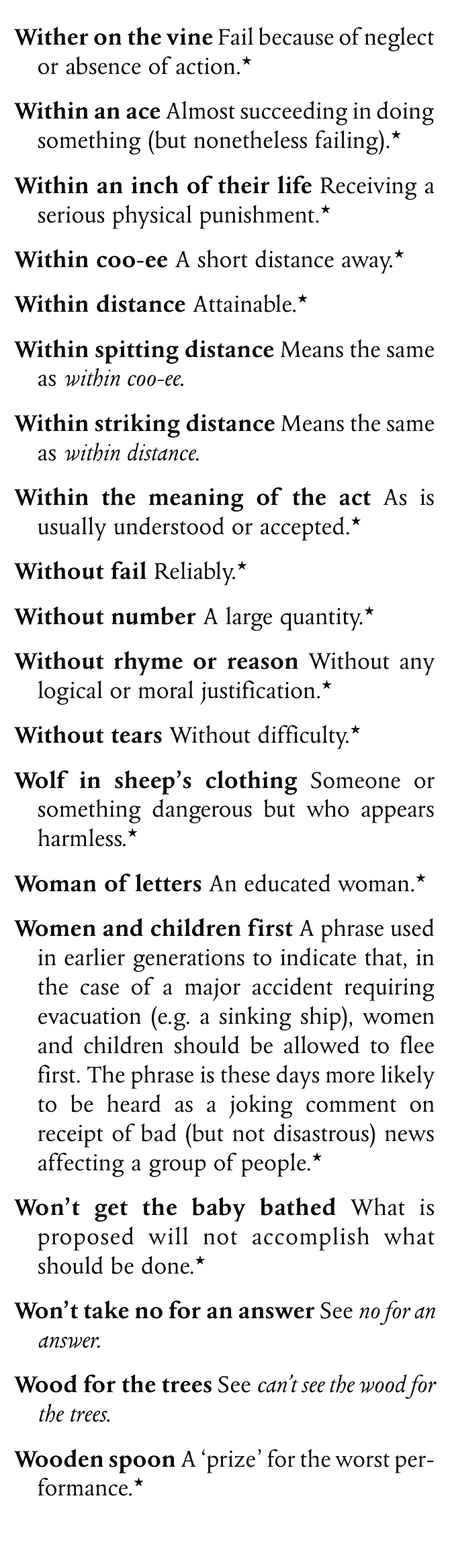 Wither on the vine Fail because of neglect
or absence of action.★
Within an ace Almost succeeding in doing
something (but nonetheless failing).★
Within an inch of their life Receiving a
serious physical punishment.★
Within coo-ee A short distance away.★
Within distance Attainable.★
Within spitting distance Means the same
as within coo-ee.
Within striking distance Means the same
as within distance.
Within the meaning of the act As is
usually understood or accepted.★
Without fail Reliably.★
Without number A large quantity.★
Without rhyme or reason Without any
logical or moral justification.★
Without tears Without difficulty.★
Wolf in sheep’s clothing Someone or
something dangerous but who appears
harmless.★
Woman of letters An educated woman.★
Women and children first A phrase used
in earlier generations to indicate that, in
the case of a major accident requiring
evacuation (e.g. a sinking ship), women
and children should be allowed to flee
first. The phrase is these days more likely
to be heard as a joking comment on
receipt of bad (but not disastrous) news
affecting a group of people.★
Won’t get the baby bathed What is
proposed will not accomplish what
should be done.★
Won’t take no for an answer See no for an
answer.
Wood for the trees See can’t see the wood for
the trees.
Wooden spoon A ‘prize’ for the worst per-
formance.★